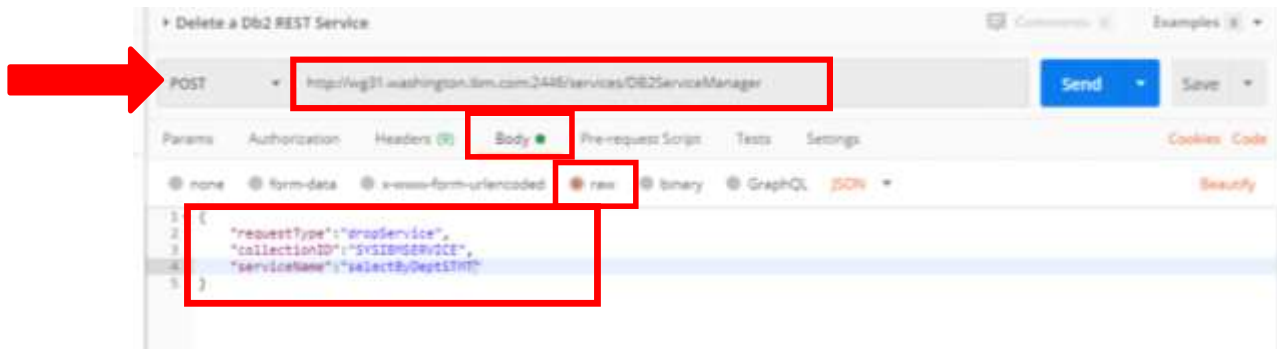 Delete a Db2 REST Service
Comments 0 Examples 0
POST http://wg31.washington.ibm.com:2446/services/DB2ServiceManager Send Save
Params Authorization Headers (9) Body Pre-request Script Tests Settings Cookies Code
none form-data x-www-form-urlencoded raw binary GraphQL JSON Beautify
1 {
2 "requestType":"dropService",
3 "collectionID":"SYSIBMSERVICE",
4 "serviceName":"selectByDeptSTMT"
5 }